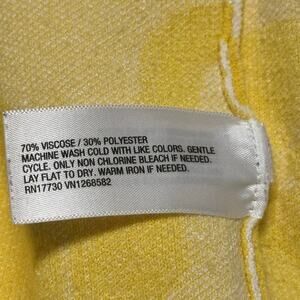 70% VISCOSE / 30% POLYESTER
MACHINE WASH COLD WITH LIKE COLORS. GENTLE
CYCLE. ONLY NON CHLORINE BLEACH IF NEEDED.
LAY FLAT TO DRY. WARM IRON IF NEEDED.
RN17730 VN1268582